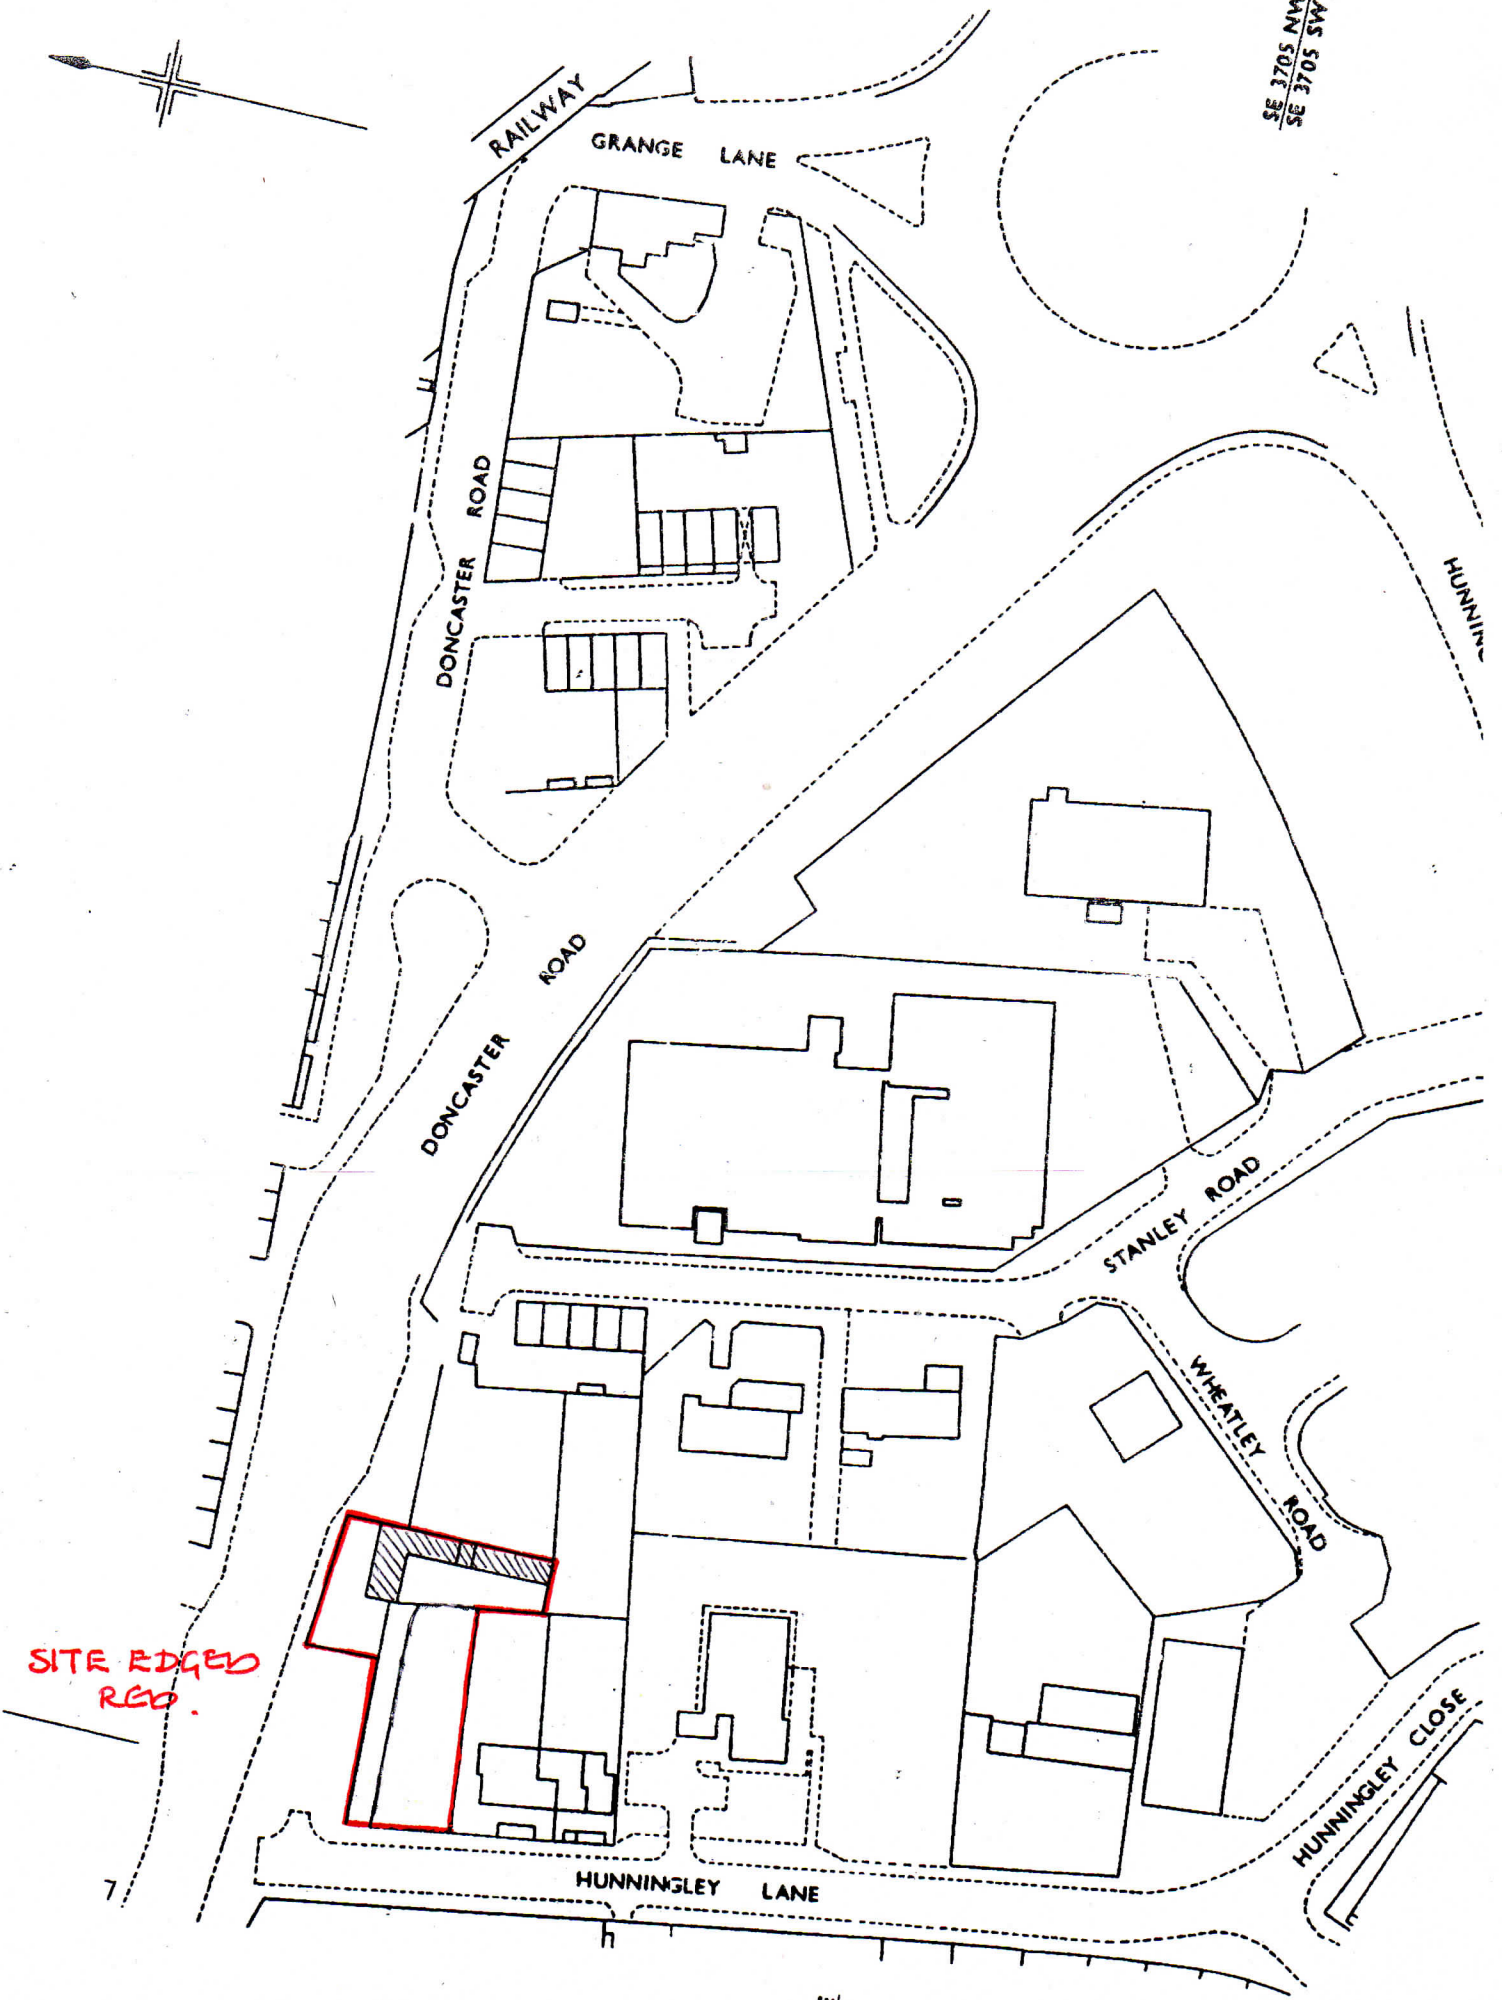 SE 3705 NW
SE 3705 SW
RAILWAY
GRANGE LANE
DONCASTER ROAD
HUNNING
DONCASTER ROAD
STANLEY ROAD
WHEATLEY ROAD
SITE EDGED
RED.
HUNNINGLEY CLOSE
HUNNINGLEY LANE
7